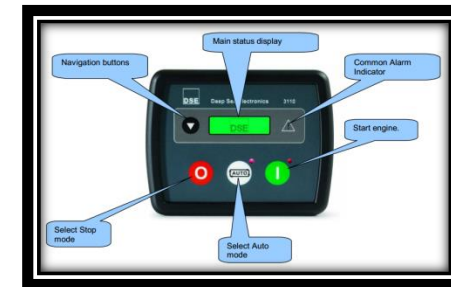 Main status display
Navigation buttons
Common Alarm
Indicator
DSE
Deep Sea Electronics
3110
DSE
Start engine.
O
AUTO
I
Select Stop
mode
Select Auto
mode